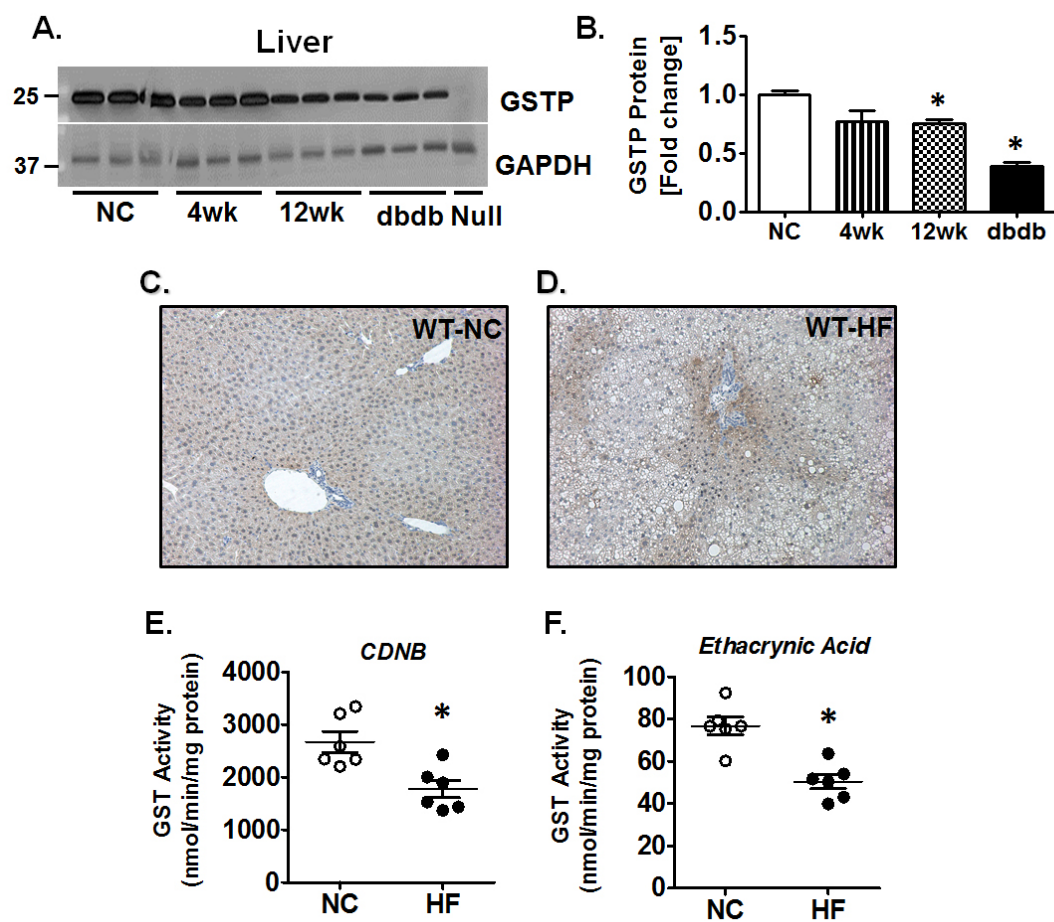 A.
Liver
25
GSTP
37
GAPDH
NC 4wk 12wk dbdb Null
B.
GSTP Protein
[Fold change]
1.5
1.0
0.5
0.0
*
*
NC 4wk 12wk dbdb
C.
WT-NC
D.
WT-HF
E.
CDNB
GST Activity
(nmol/min/mg protein)
4000
3000
2000
1000
0
*
NC HF
F.
Ethacrynic Acid
GST Activity
(nmol/min/mg protein)
100
80
60
40
20
0
*
NC HF